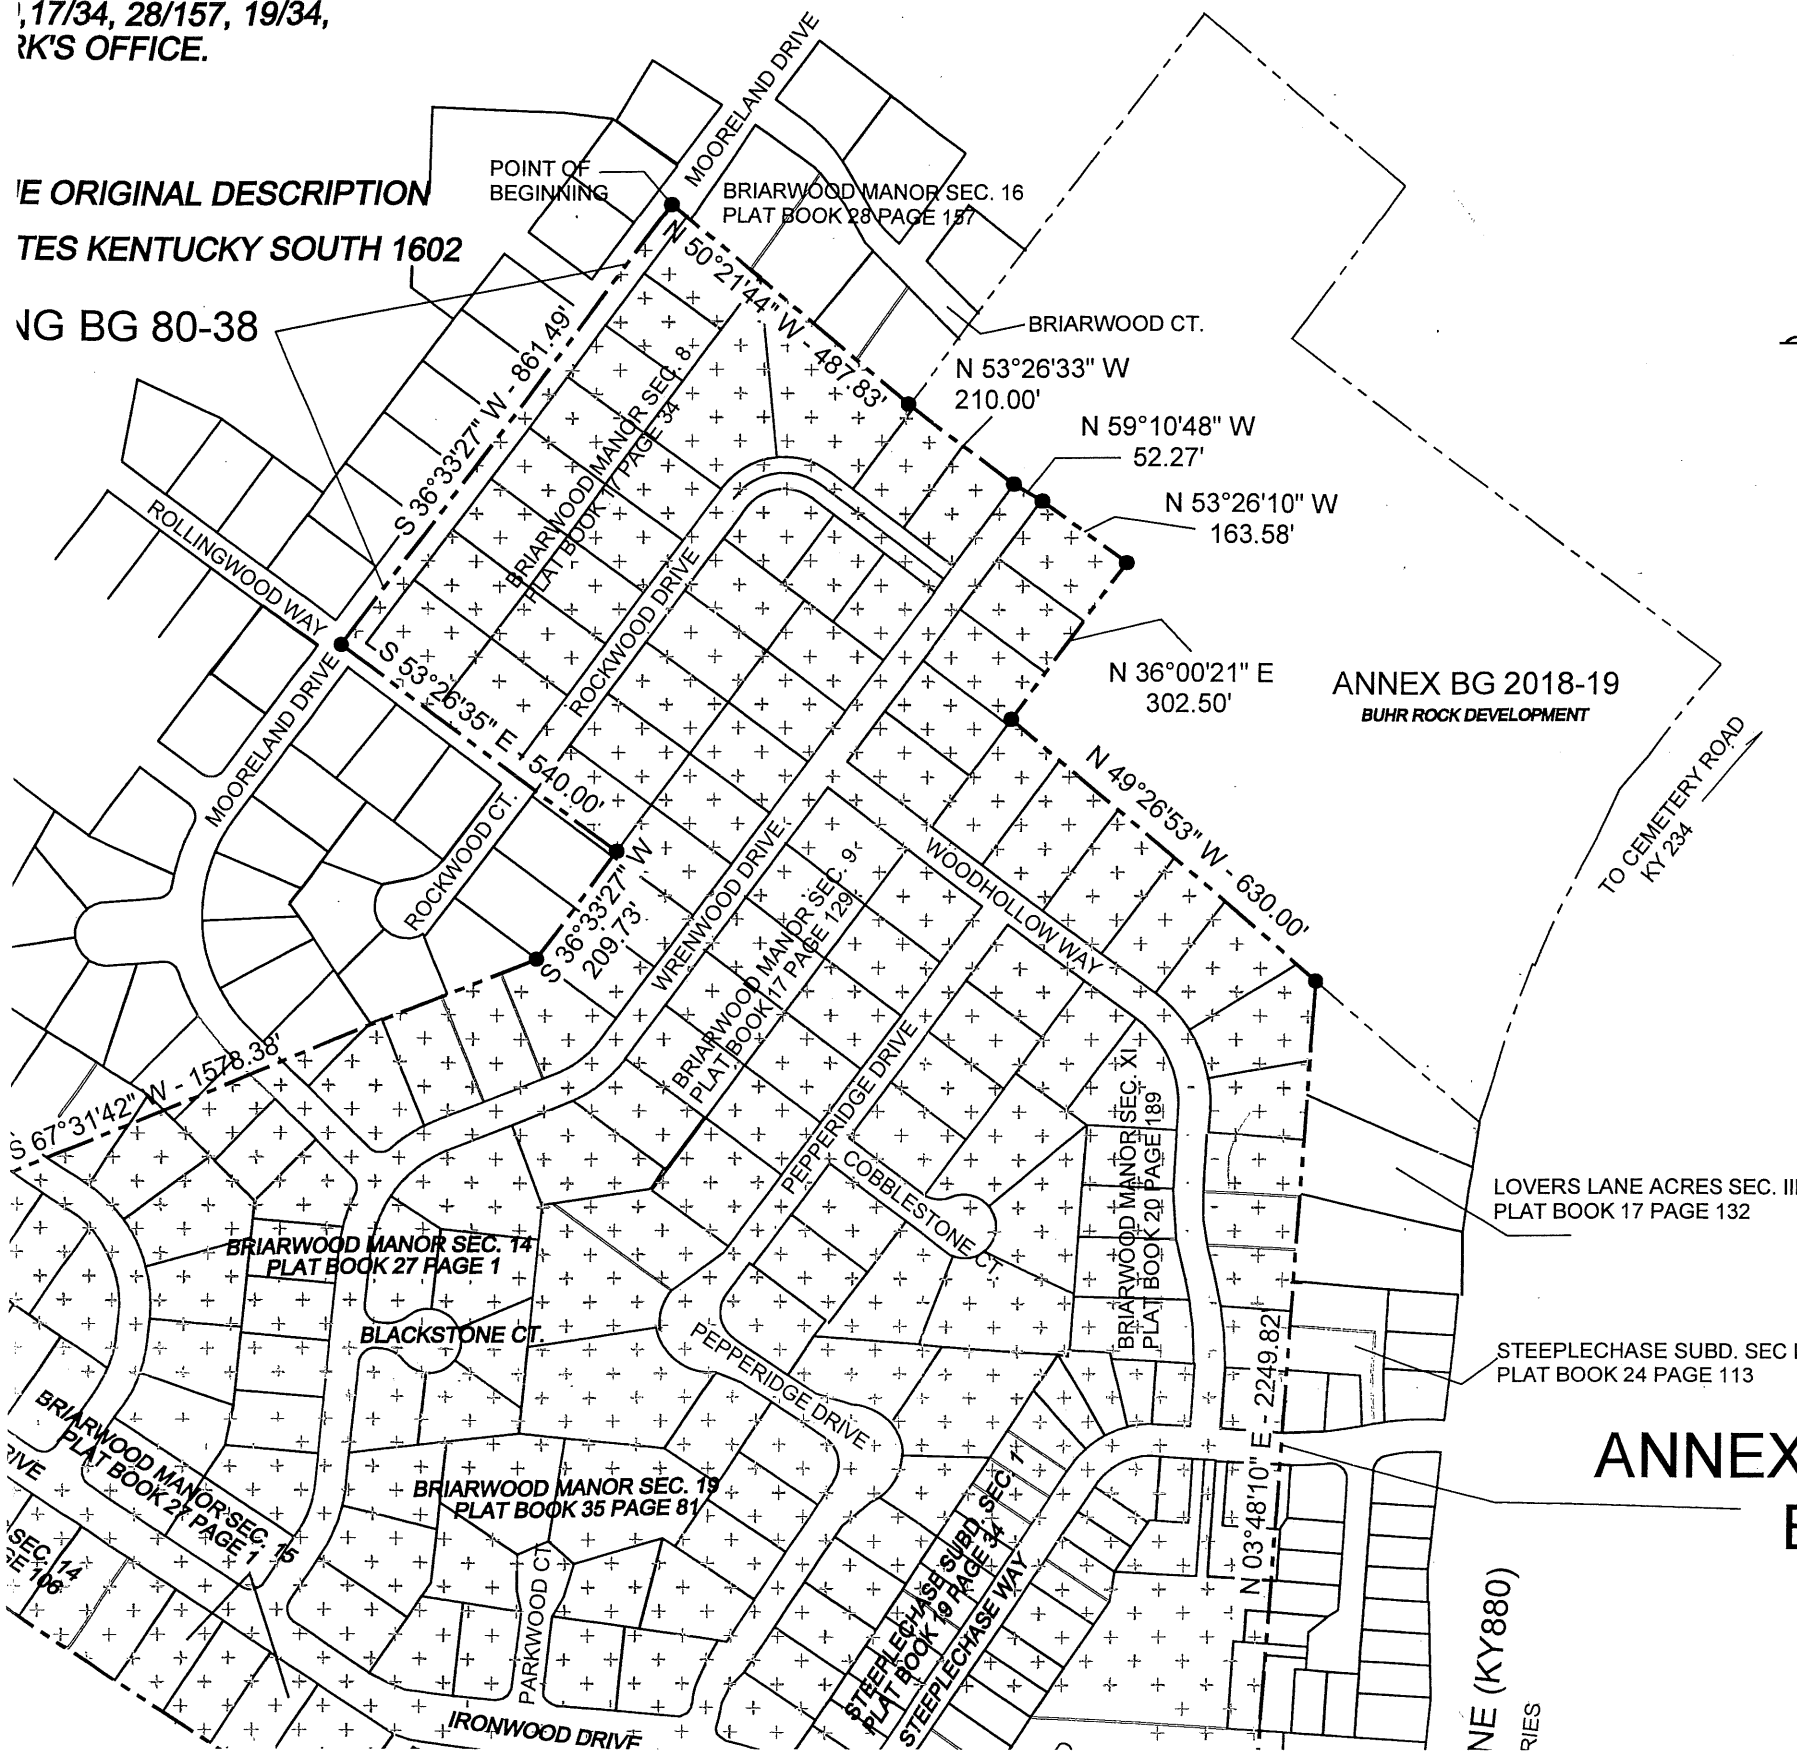 ,17/34, 28/157, 19/34,
RK'S OFFICE.
MOORELAND DRIVE
POINT OF
BEGINNING
BRIARWOOD MANOR SEC. 16
PLAT BOOK 28 PAGE 157
E ORIGINAL DESCRIPTION
TES KENTUCKY SOUTH 1602
NG BG 80-38
N 50°21'44" W - 487.83'
BRIARWOOD CT.
N 53°26'33" W
210.00'
N 59°10'48" W
52.27'
N 53°26'10" W
163.58'
S 36°33'27" W - 861.49'
BRIARWOOD MANOR SEC. 8
PLAT BOOK 17 PAGE 34
ROLLINGWOOD WAY
ROCKWOOD DRIVE
N 36°00'21" E
302.50'
ANNEX BG 2018-19
BUHR ROCK DEVELOPMENT
MOORELAND DRIVE
S 53°26'35" E - 540.00'
N 49°26'53" W - 630.00'
TO CEMETERY ROAD
KY 234
ROCKWOOD CT.
S 36°33'27" W
209.73'
WRENWOOD DRIVE
BRIARWOOD MANOR SEC. 9
PLAT BOOK 17 PAGE 129
WOODHOLLOW WAY
S 67°31'42" W - 1578.38'
PEPPERIDGE DRIVE
COBBLESTONE CT.
BRIARWOOD MANOR SEC. XI
PLAT BOOK 20 PAGE 189
LOVERS LANE ACRES SEC. III
PLAT BOOK 17 PAGE 132
BRIARWOOD MANOR SEC. 14
PLAT BOOK 27 PAGE 1
BLACKSTONE CT.
PEPPERIDGE DRIVE
STEEPLECHASE SUBD. SEC I
PLAT BOOK 24 PAGE 113
N 03°48'10" E - 2249.82'
ANNEX
BRIARWOOD MANOR SEC. 15
PLAT BOOK 27 PAGE 1
RIVE
BRIARWOOD MANOR SEC. 19
PLAT BOOK 35 PAGE 81
SEC. 14
GE 106
PARKWOOD CT.
STEEPLECHASE SUBD. SEC. 1
PLAT BOOK 19 PAGE 34
STEEPLECHASE WAY
IRONWOOD DRIVE
NE (KY880)
RIES